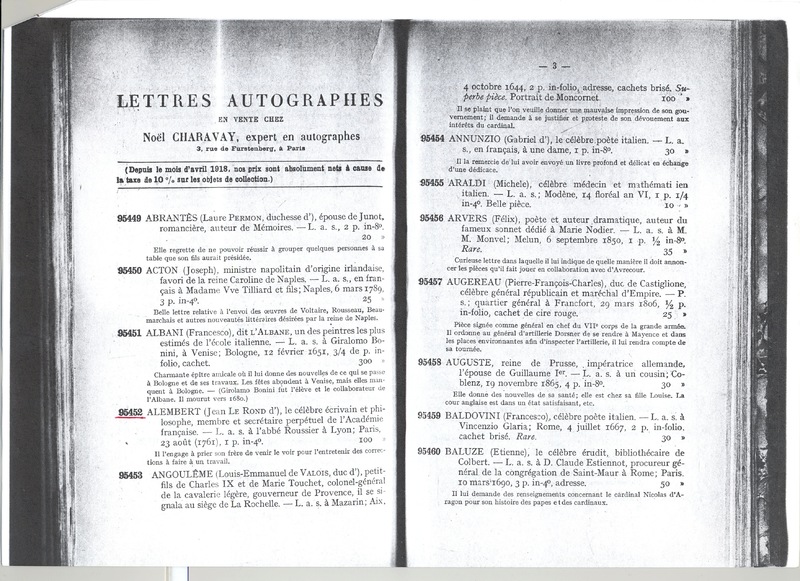 LETTRES AUTOGRAPHES
EN VENTE CHEZ
Noël CHARAVAY, expert en autographes
3, rue de Furstenberg, à Paris
(Depuis le mois d'avril 1918, nos prix sont absolument nets à cause de
la taxe de 10 % sur les objets de collection.)
95449 ABRANTÈS (Laure PERMON, duchesse d'), épouse de Junot,
romancière, auteur de Mémoires. — L. a. s., 2 p. in-8º.
20 »
Elle regrette de ne pouvoir réussir à grouper quelques personnes à sa
table que son fils aurait présidée.
95450 ACTON (Joseph), ministre napolitain d'origine irlandaise,
favori de la reine Caroline de Naples. — L. a. s., en fran-
çais à Madame Vve Tilliard et fils; Naples, 6 mars 1789,
3 p. in-4º. 25 »
Belle lettre relative à l'envoi des œuvres de Voltaire, Rousseau, Beau-
marchais et autres nouveautés littéraires désirées par la reine de Naples.
95451 ALBANI (Francesco), dit L'ALBANE, un des peintres les plus
estimés de l'école italienne. — L. a. s. à Giralomo Bo-
nini, à Venise; Bologne, 12 février 1651, 3/4 de p. in-
folio, cachet. 300 »
Charmante épitre amicale où il lui donne des nouvelles de ce qui se passe
à Bologne et de ses travaux. Les fêtes abondent à Venise, mais elles man-
quent à Bologne. — (Girolano Bonini fut l'élève et le collaborateur de
l'Albane. Il mourut vers 1680.)
95452 ALEMBERT (Jean LE ROND d'), le célèbre écrivain et phi-
losophe, membre et secrétaire perpétuel de l'Académie
française. — L. a. s. à l'abbé Roussier à Lyon; Paris,
23 août (1761), 1 p. in-4º. 100 »
Il l'engage à prier son frère de venir le voir pour l'entretenir des correc-
tions à faire à un travail.
95453 ANGOULÊME (Louis-Emmanuel de VALOIS, duc d'), petit-
fils de Charles IX et de Marie Touchet, colonel-général
de la cavalerie légère, gouverneur de Provence, il se si-
gnala au siège de La Rochelle. — L. a. s. à Mazarin; Aix,
— 3 —
4 octobre 1644, 2 p. in-folio, adresse, cachets brisé. Su-
perbe pièce. Portrait de Moncornet 100 »
Il se plaint que l'on veuille donner une mauvaise impression de son gou-
vernement; il demande à se justifier et proteste de son dévouement aux
intérêts du cardinal.
95454 ANNUNZIO (Gabriel d'), le célèbre poète italien. — L. a.
s., en français, à une dame, 1 p. in-8º. 30 »
Il la remercie de lui avoir envoyé un livre profond et délicat en échange
d'une dédicace.
95455 ARALDI (Michele), célèbre médecin et mathémati ien
italien. — L. a. s.; Modène, 14 floréal an VI, 1 p. 1/4
in-4º. Belle pièce. 10 »
95456 ARVERS (Félix), poète et auteur dramatique, auteur du
fameux sonnet dédié à Marie Nodier. — L. a. s. à M.
M. Monvel; Melun, 6 septembre 1850, 1 p. ½ in-8º.
Rare. 35 »
Curieuse lettre dans laquelle il lui indique de quelle manière il doit annon-
cer les pièces qu'il fait jouer en collaboration avec d'Avrecour.
95457 AUGEREAU (Pierre-François-Charles), duc de Castiglione,
célèbre général républicain et maréchal d'Empire. — P.
s.; quartier général à Francfort, 29 mars 1806, ½ p.
in-folio, cachet de cire rouge. 25 »
Pièce signée comme général en chef du VIIe corps de la grande armée.
Il ordonne au général d'artillerie Dorsner de se rendre à Mayence et dans
les places environantes afin d'inspecter l'artillerie, il lui rendra compte de
sa tournée.
95458 AUGUSTE, reine de Prusse, impératrice allemande,
l'épouse de Guillaume Ier. — L. a. s. à un cousin; Co-
blenz, 19 novembre 1865, 4 p. in-8º. 30 »
Elle donne des nouvelles de sa santé; elle est chez sa fille Louise. La
cour anglaise est dans un état satisfaisant, etc.
95459 BALDOVINI (Francesco), célèbre poète italien. — L. a. s. à
Vincenzio Glaria; Rome, 4 juillet 1667, 2 p. in-folio,
cachet brisé. Rare. 30 »
95460 BALUZE (Etienne), le célèbre érudit, bibliothécaire de
Colbert. — L. a. s. à D. Claude Estiennot, procureur gé-
néral de la congrégation de Saint-Maur à Rome; Paris,
10 mars 1690, 3 p. in-4º, adresse. 50 »
Il lui demande des renseignements concernant le cardinal Nicolas d'A-
ragon pour son histoire des papes et des cardinaux.